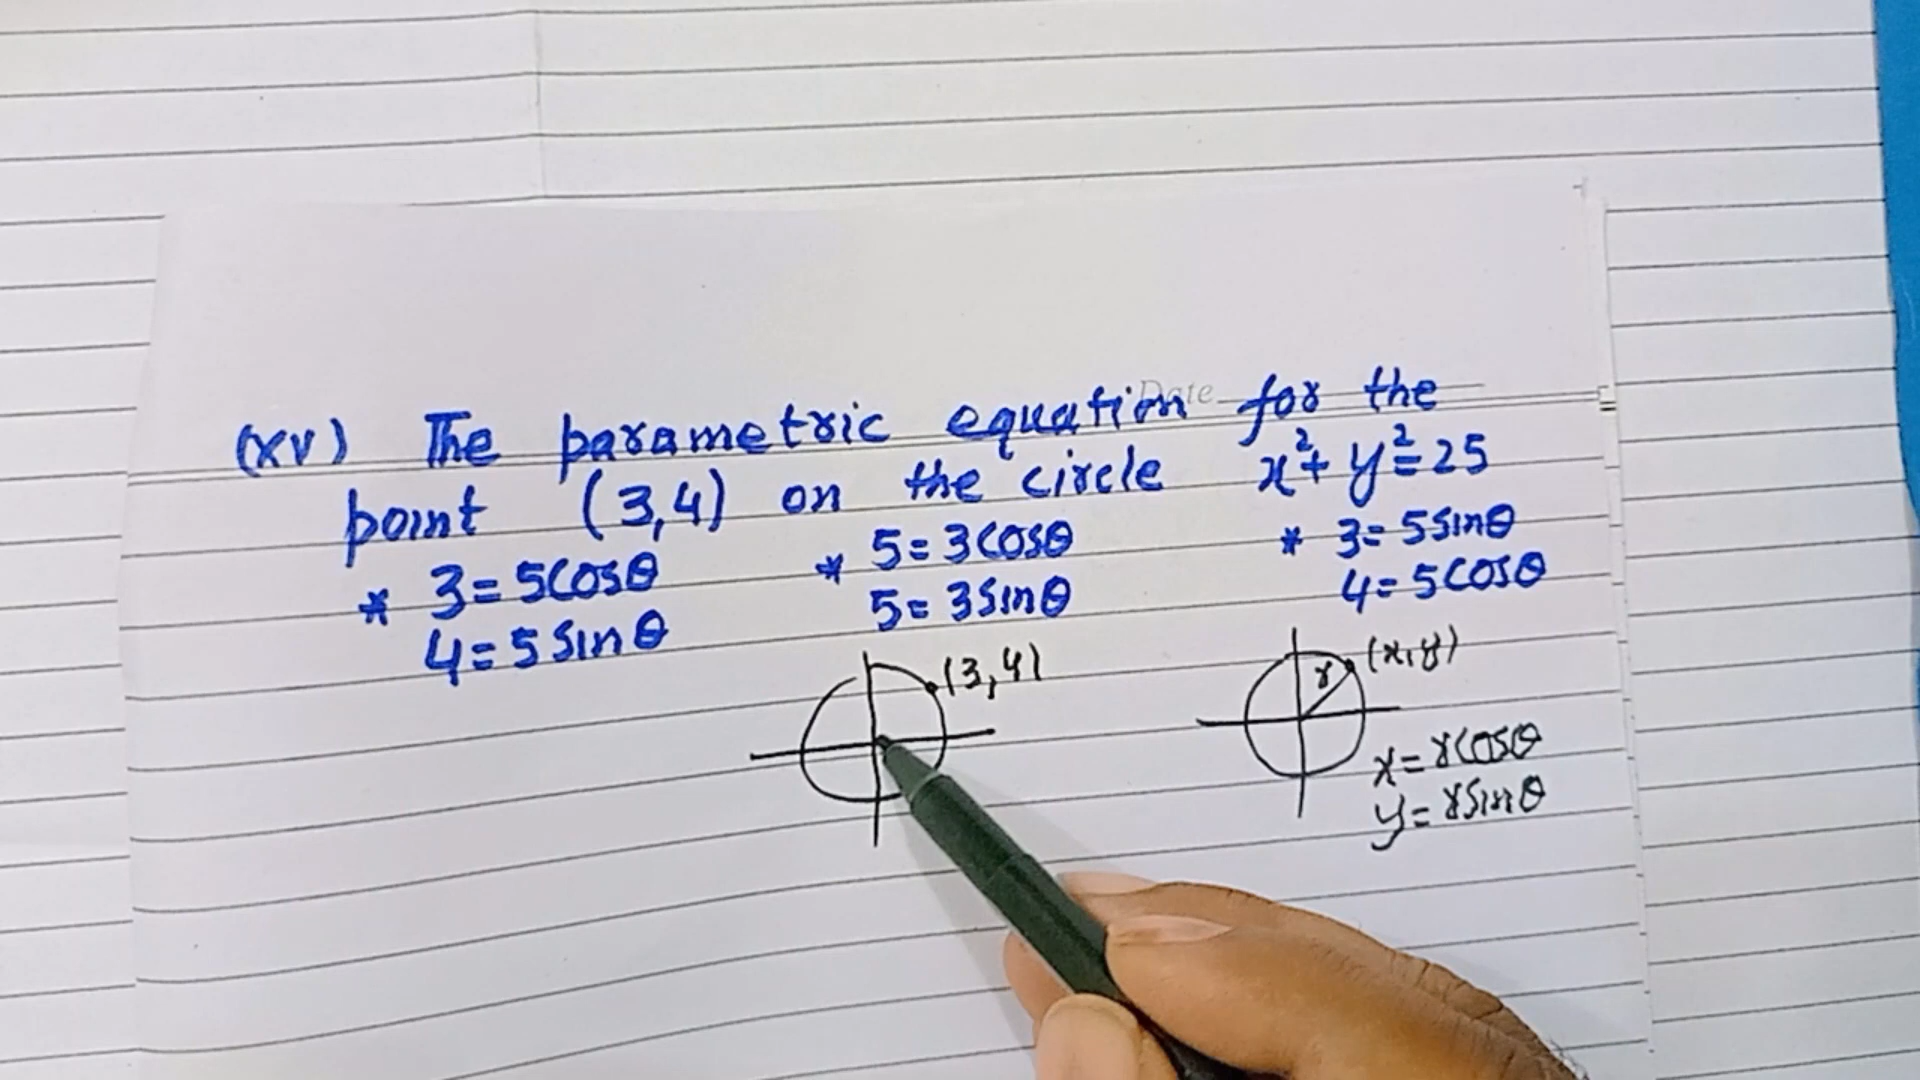 Date
(xv) The parametric equation for the
point (3,4) on the circle x²+ y²=25
* 3=5cosθ
4=5sinθ
* 5=3cosθ
5=3sinθ
* 3=5sinθ
4=5cosθ
(3,4)
(x,y)
r
x=rcosθ
y=rsinθ